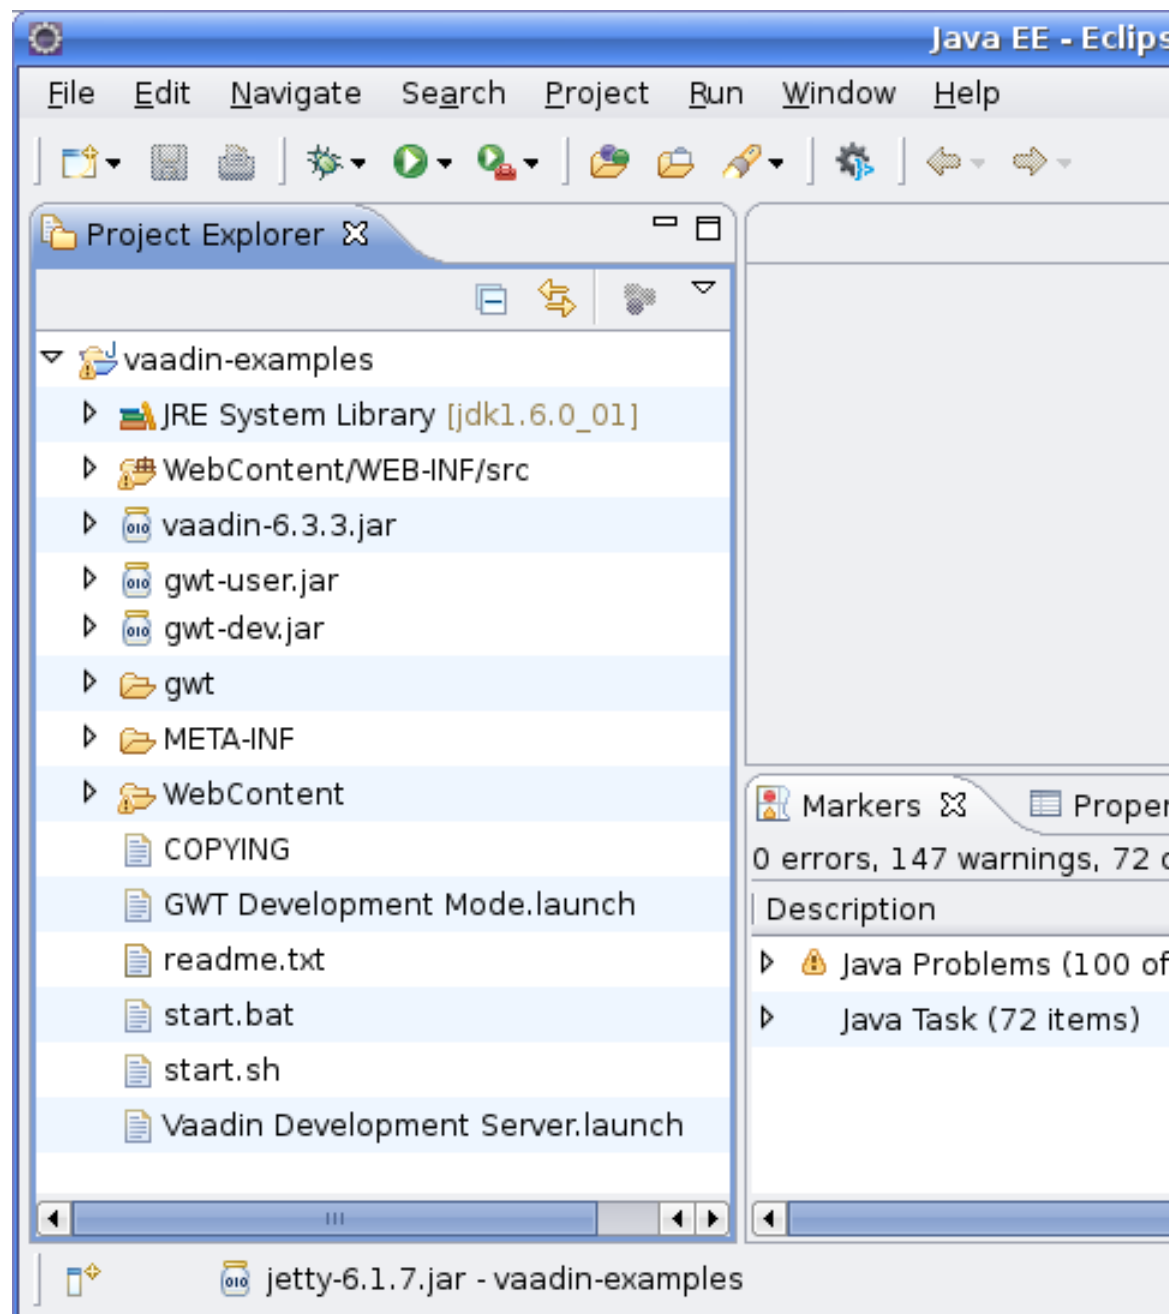 Java EE - Eclips
File Edit Navigate Search Project Run Window Help
Project Explorer
vaadin-examples
JRE System Library [jdk1.6.0_01]
WebContent/WEB-INF/src
vaadin-6.3.3.jar
gwt-user.jar
gwt-dev.jar
gwt
META-INF
WebContent
COPYING
GWT Development Mode.launch
readme.txt
start.bat
start.sh
Vaadin Development Server.launch
Markers Proper
0 errors, 147 warnings, 72 o
Description
Java Problems (100 of
Java Task (72 items)
jetty-6.1.7.jar - vaadin-examples